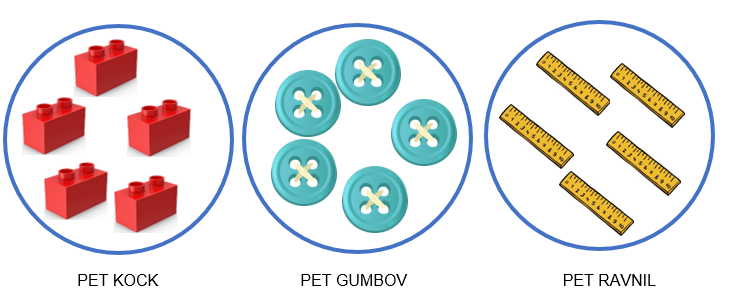 PET KOCK
PET GUMBOV
PET RAVNIL